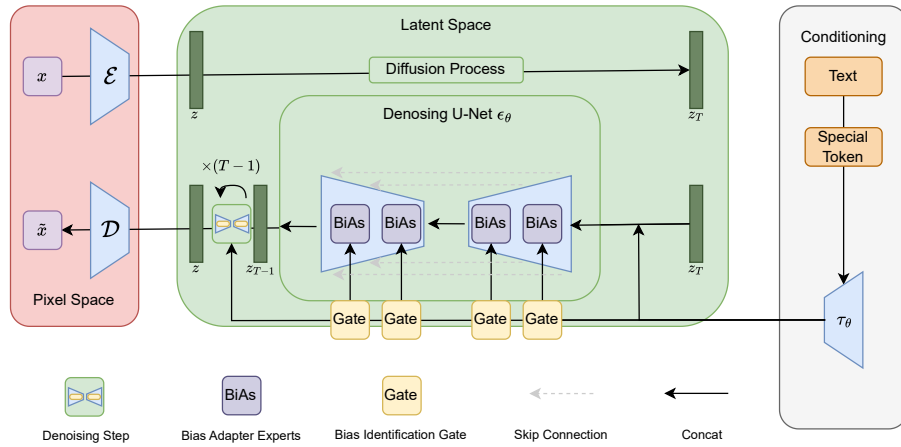 Latent Space
Conditioning
x
ℰ
z
Diffusion Process
z_T
Text
Denosing U-Net ϵ_θ
Special
Token
×(T − 1)
x̃
𝒟
z
z_{T−1}
BiAs
BiAs
BiAs
BiAs
z_T
Pixel Space
Gate
Gate
Gate
Gate
τ_θ
BiAs
Gate
Denoising Step
Bias Adapter Experts
Bias Identification Gate
Skip Connection
Concat